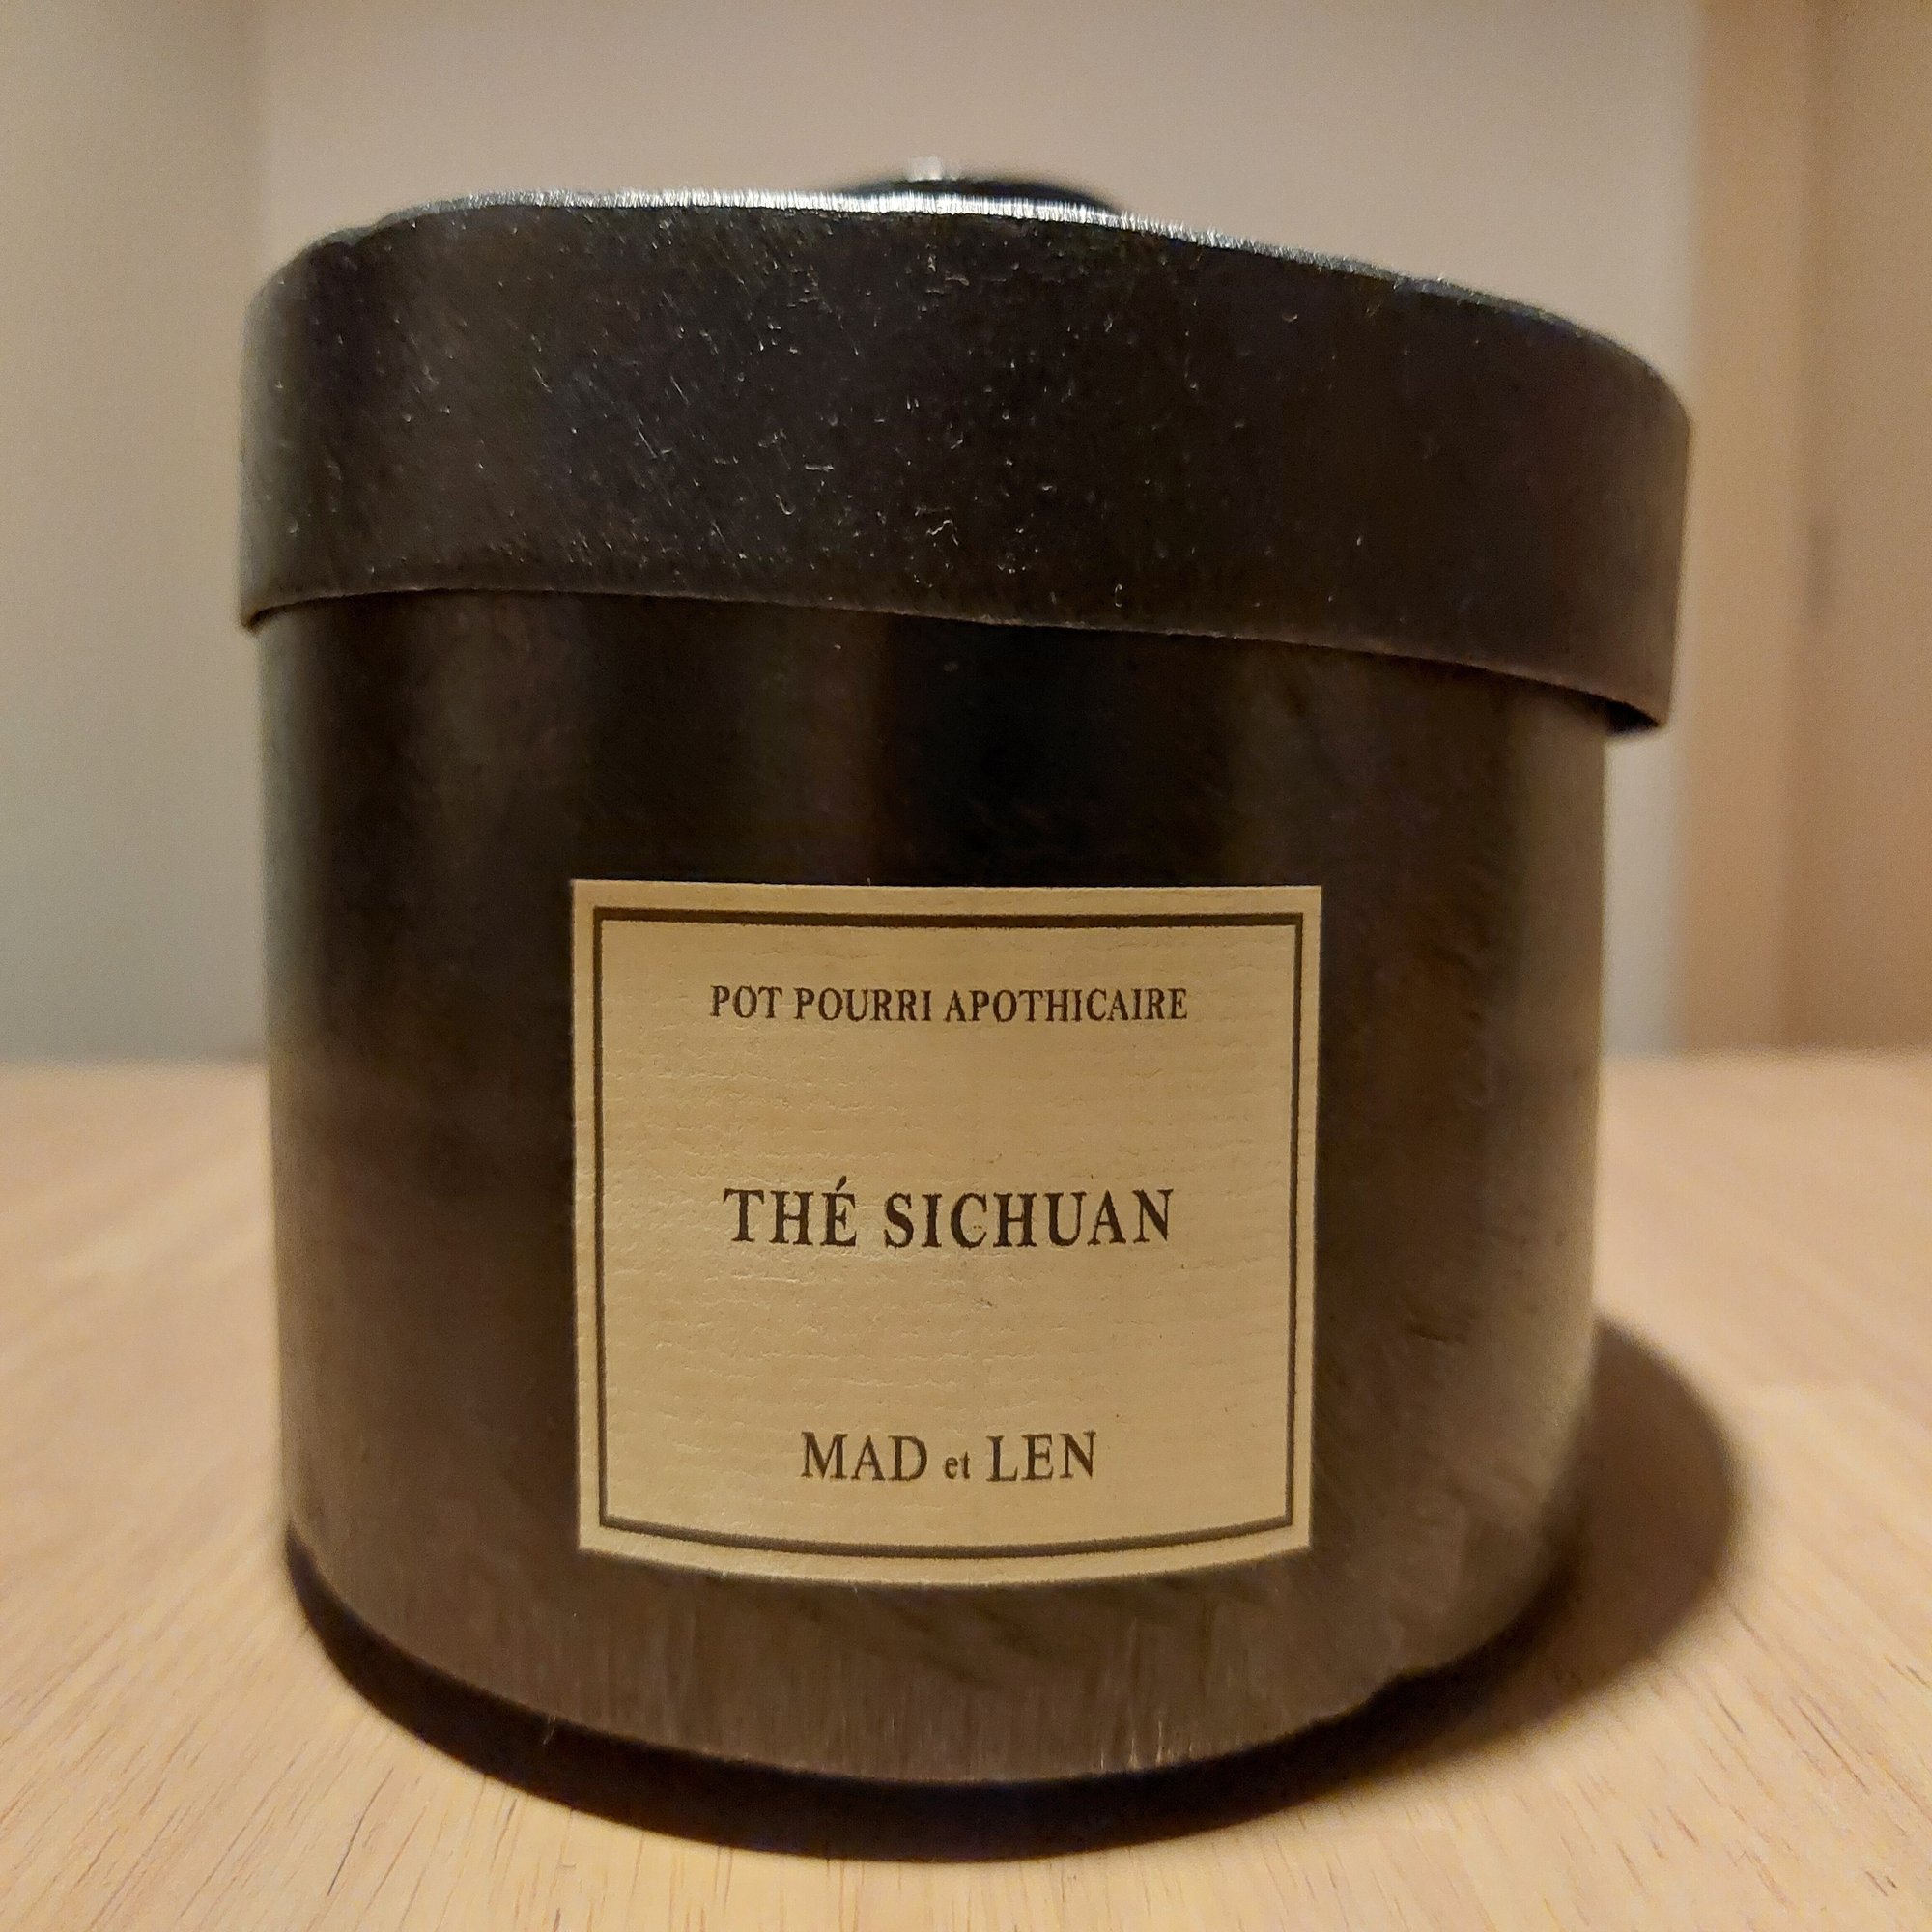 POT POURRI APOTHICAIRE
THÉ SICHUAN
MAD et LEN